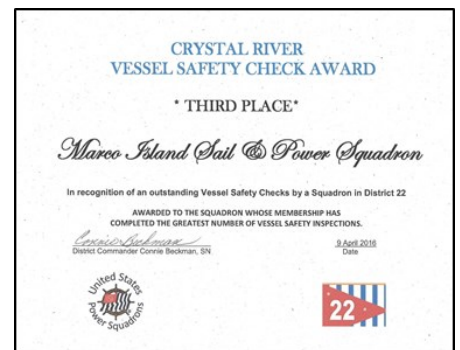 CRYSTAL RIVER
VESSEL SAFETY CHECK AWARD
* THIRD PLACE*
Marco Island Sail & Power Squadron
In recognition of an outstanding Vessel Safety Checks by a Squadron in District 22
AWARDED TO THE SQUADRON WHOSE MEMBERSHIP HAS
COMPLETED THE GREATEST NUMBER OF VESSEL SAFETY INSPECTIONS.
Connie Beckman
District Commander Connie Beckman, SN
9 April 2016
Date
United States
Power Squadrons
22